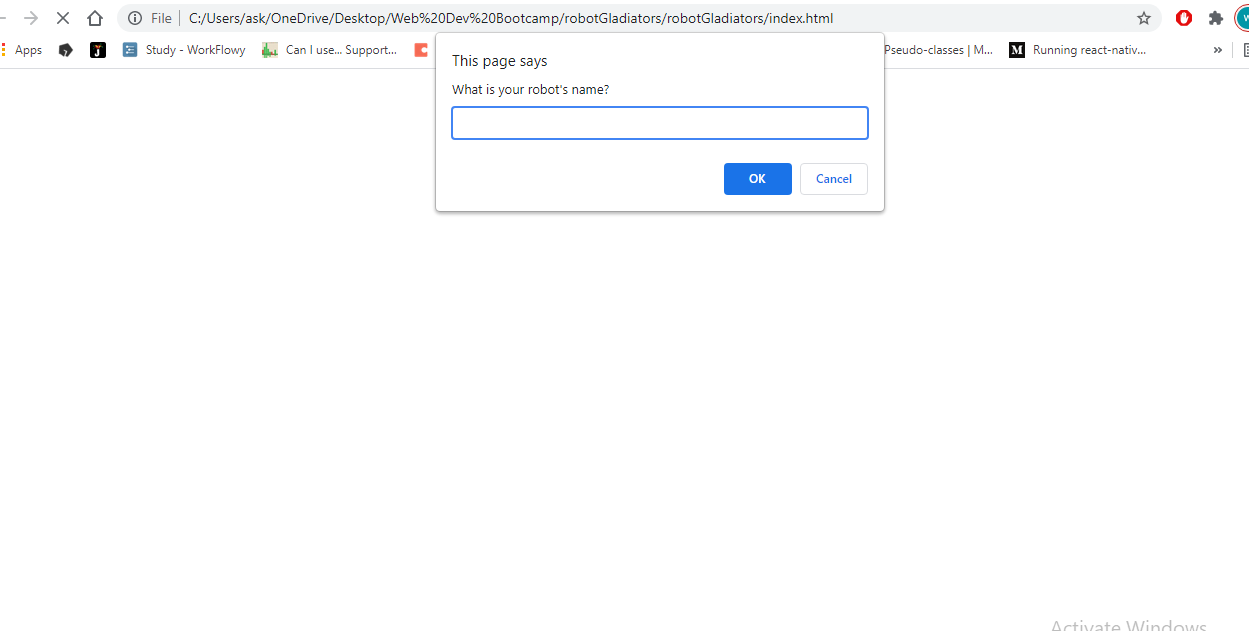 File C:/Users/ask/OneDrive/Desktop/Web%20Dev%20Bootcamp/robotGladiators/robotGladiators/index.html
Apps Study - WorkFlowy Can I use... Support... Pseudo-classes | M... M Running react-nativ... »
This page says
What is your robot's name?
OK Cancel
Activate Windows